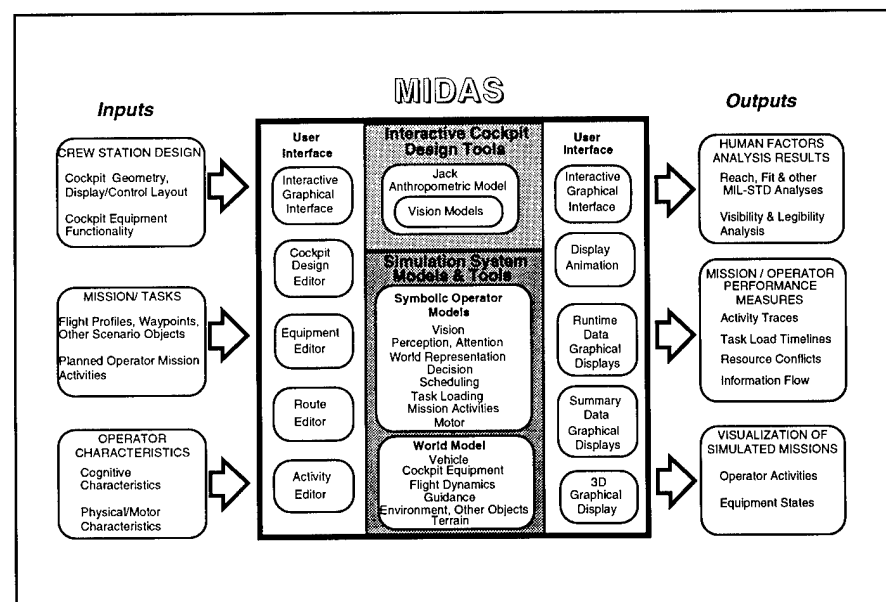 MIDAS
Inputs
CREW STATION DESIGN
Cockpit Geometry,
Display/Control Layout
Cockpit Equipment
Functionality
MISSION/ TASKS
Flight Profiles, Waypoints,
Other Scenario Objects
Planned Operator Mission
Activities
OPERATOR
CHARACTERISTICS
Cognitive
Characteristics
Physical/Motor
Characteristics
User
Interface
Interactive
Graphical
Interface
Cockpit
Design
Editor
Equipment
Editor
Route
Editor
Activity
Editor
Interactive Cockpit
Design Tools
Jack
Anthropometric Model
Vision Models
Simulation System
Models & Tools
Symbolic Operator
Models
Vision
Perception, Attention
World Representation
Decision
Scheduling
Task Loading
Mission Activities
Motor
World Model
Vehicle
Cockpit Equipment
Flight Dynamics
Guidance
Environment, Other Objects
Terrain
User
Interface
Interactive
Graphical
Interface
Display
Animation
Runtime
Data
Graphical
Displays
Summary
Data
Graphical
Displays
3D
Graphical
Display
Outputs
HUMAN FACTORS
ANALYSIS RESULTS
Reach, Fit & other
MIL-STD Analyses
Visibility & Legibility
Analysis
MISSION / OPERATOR
PERFORMANCE
MEASURES
Activity Traces
Task Load Timelines
Resource Conflicts
Information Flow
VISUALIZATION OF
SIMULATED MISSIONS
Operator Activities
Equipment States